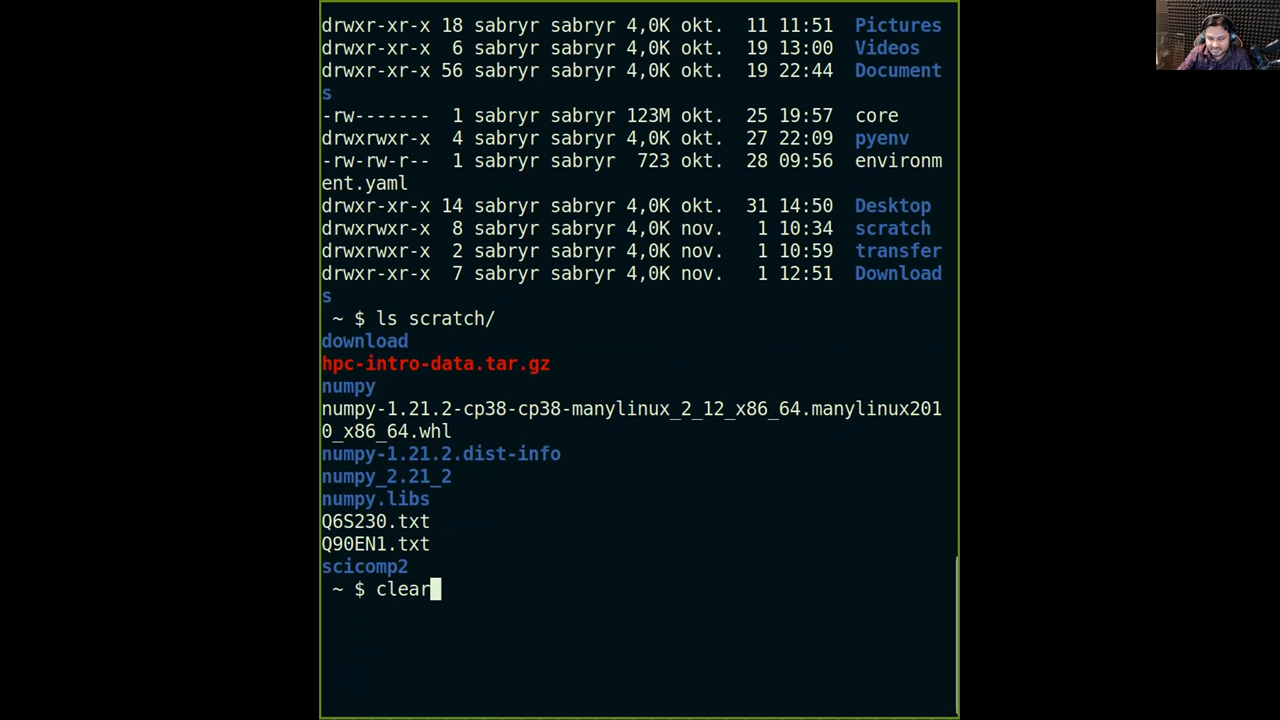 drwxr-xr-x 18 sabryr sabryr 4,0K okt.  11 11:51  Pictures
drwxr-xr-x  6 sabryr sabryr 4,0K okt.  19 13:00  Videos
drwxr-xr-x 56 sabryr sabryr 4,0K okt.  19 22:44  Document
s
-rw-------  1 sabryr sabryr 123M okt.  25 19:57  core
drwxrwxr-x  4 sabryr sabryr 4,0K okt.  27 22:09  pyenv
-rw-rw-r--  1 sabryr sabryr  723 okt.  28 09:56  environm
ent.yaml
drwxr-xr-x 14 sabryr sabryr 4,0K okt.  31 14:50  Desktop
drwxrwxr-x  8 sabryr sabryr 4,0K nov.   1 10:34  scratch
drwxrwxr-x  2 sabryr sabryr 4,0K nov.   1 10:59  transfer
drwxr-xr-x  7 sabryr sabryr 4,0K nov.   1 12:51  Download
s
~ $ ls scratch/
download
hpc-intro-data.tar.gz
numpy
numpy-1.21.2-cp38-cp38-manylinux_2_12_x86_64.manylinux201
0_x86_64.whl
numpy-1.21.2.dist-info
numpy_2.21_2
numpy.libs
Q6S230.txt
Q90EN1.txt
scicomp2
~ $ clear